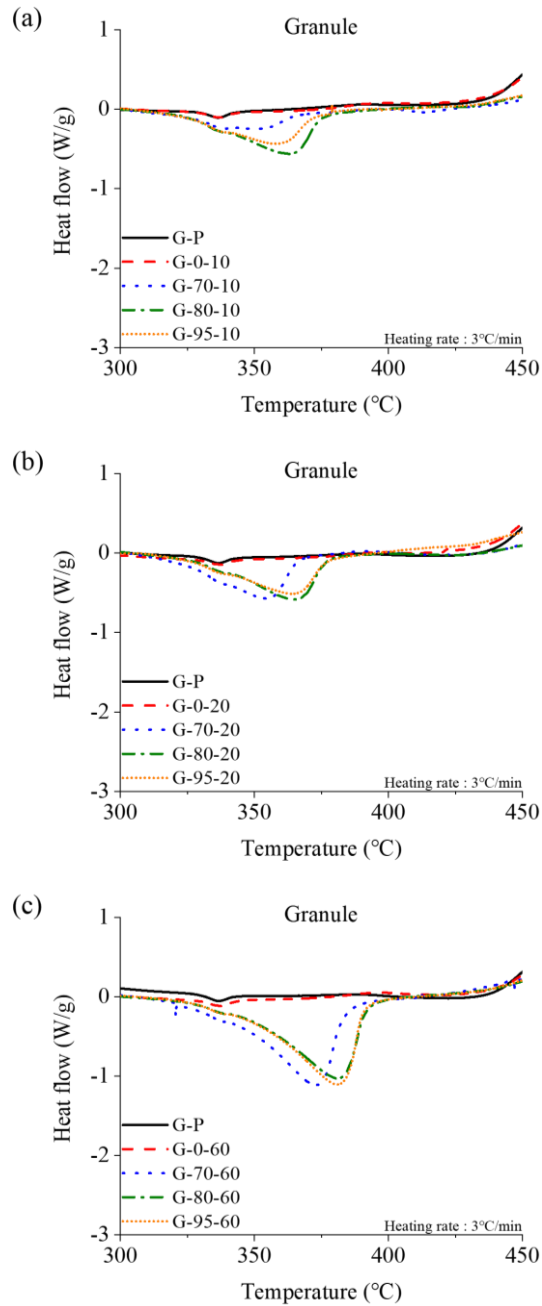 (a)
Granule
1
0
-1
-2
-3
Heat flow (W/g)
G-P
G-0-10
G-70-10
G-80-10
G-95-10
Heating rate : 3℃/min
300 350 400 450
Temperature (℃)
(b)
Granule
1
0
-1
-2
-3
Heat flow (W/g)
G-P
G-0-20
G-70-20
G-80-20
G-95-20
Heating rate : 3℃/min
300 350 400 450
Temperature (℃)
(c)
Granule
1
0
-1
-2
-3
Heat flow (W/g)
G-P
G-0-60
G-70-60
G-80-60
G-95-60
Heating rate : 3℃/min
300 350 400 450
Temperature (℃)